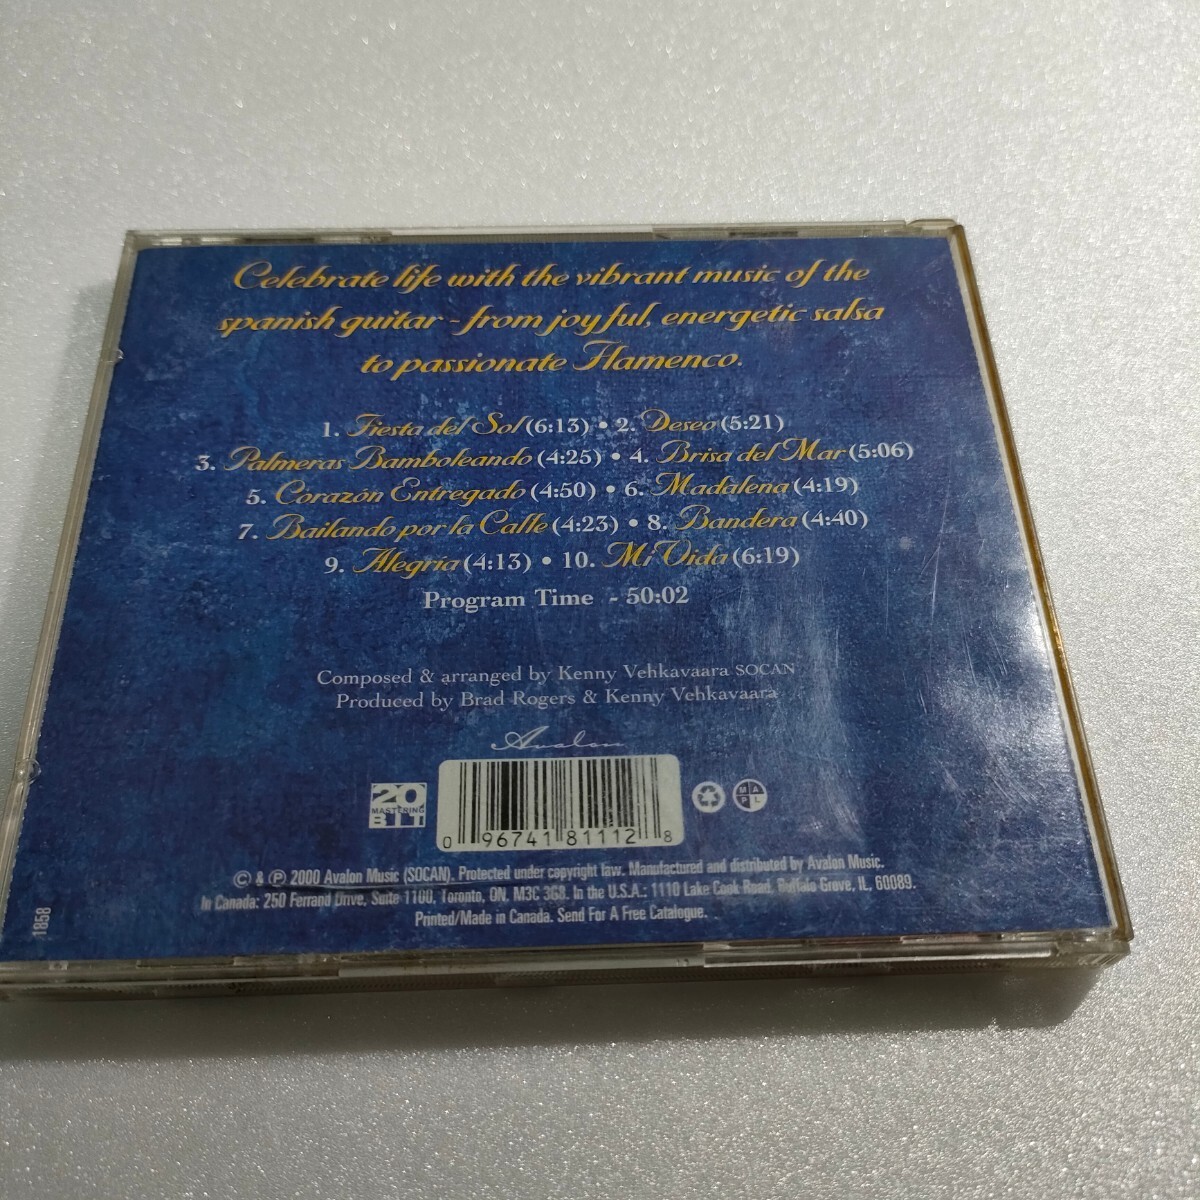 Celebrate life with the vibrant music of the
spanish guitar - from joyful, energetic salsa
to passionate Flamenco.
1. Fiesta del Sol (6:13) • 2. Deseo (5:21)
3. Palmeras Bamboleando (4:25) • 4. Brisa del Mar (5:06)
5. Corazón Entregado (4:50) • 6. Madalena (4:19)
7. Bailando por la Calle (4:23) • 8. Bandera (4:40)
9. Alegría (4:13) • 10. Mi Vida (6:19)
Program Time - 50:02
Composed & arranged by Kenny Vehkavaara SOCAN
Produced by Brad Rogers & Kenny Vehkavaara
Avalon
20
MASTERING
BIT
0 96741 81112 8
M A
P L
© & ℗ 2000 Avalon Music (SOCAN). Protected under copyright law. Manufactured and distributed by Avalon Music.
In Canada: 250 Ferrand Drive, Suite 1100, Toronto, ON. M3C 3G8. In the U.S.A.: 1110 Lake Cook Road, Buffalo Grove, IL, 60089.
Printed/Made in Canada. Send For A Free Catalogue.
1858